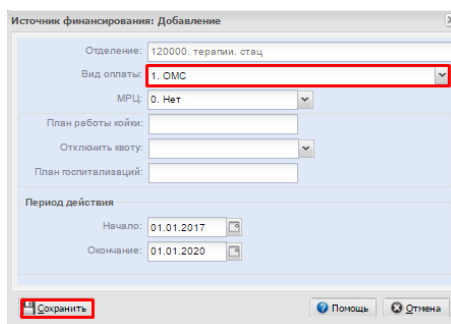 Источник финансирования: Добавление
Отделение: 120000. терапии. стац
Вид оплаты: 1. ОМС
МРЦ: 0. Нет
План работы койки:
Отключить квоту:
План госпитализаций:
Период действия
Начало: 01.01.2017
Окончание: 01.01.2020
Сохранить Помощь Отмена